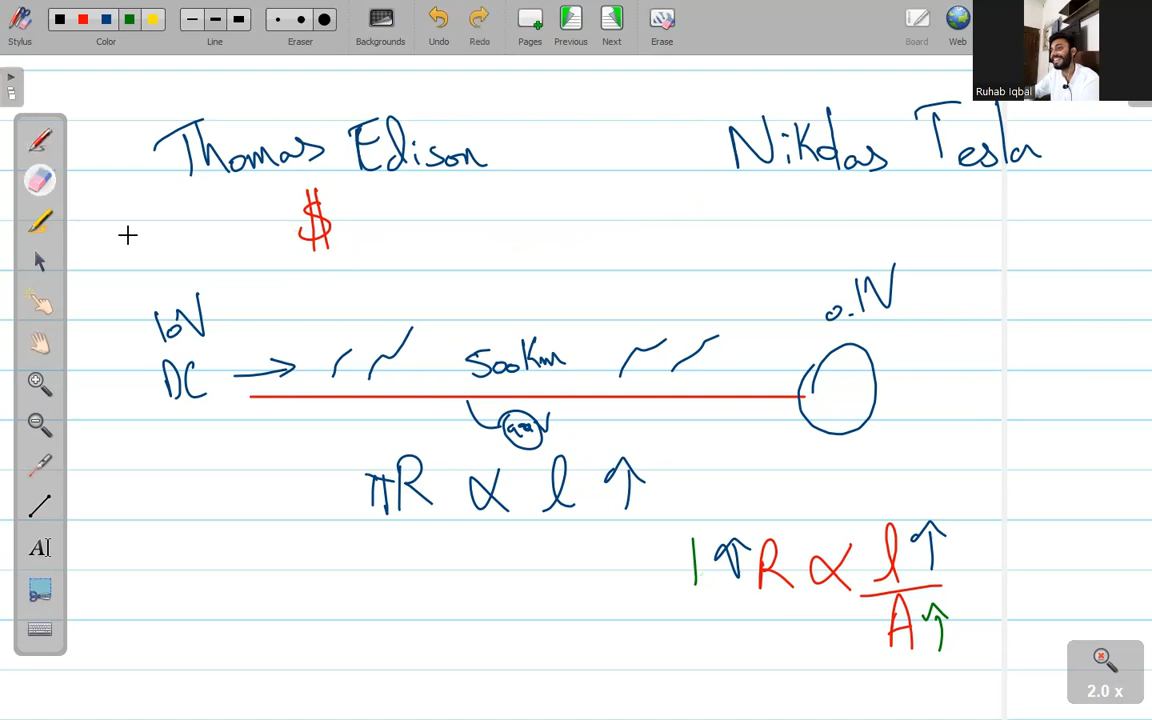 Stylus Color Line Eraser Backgrounds Undo Redo Pages Previous Next Erase Board Web
Ruhab Iqbal
Thomas Edison Nikolas Tesla
$
10V 0.1V
DC → 500Km
↑R ∝ l ↑
↑R ∝ l↑
A↑
2.0 x